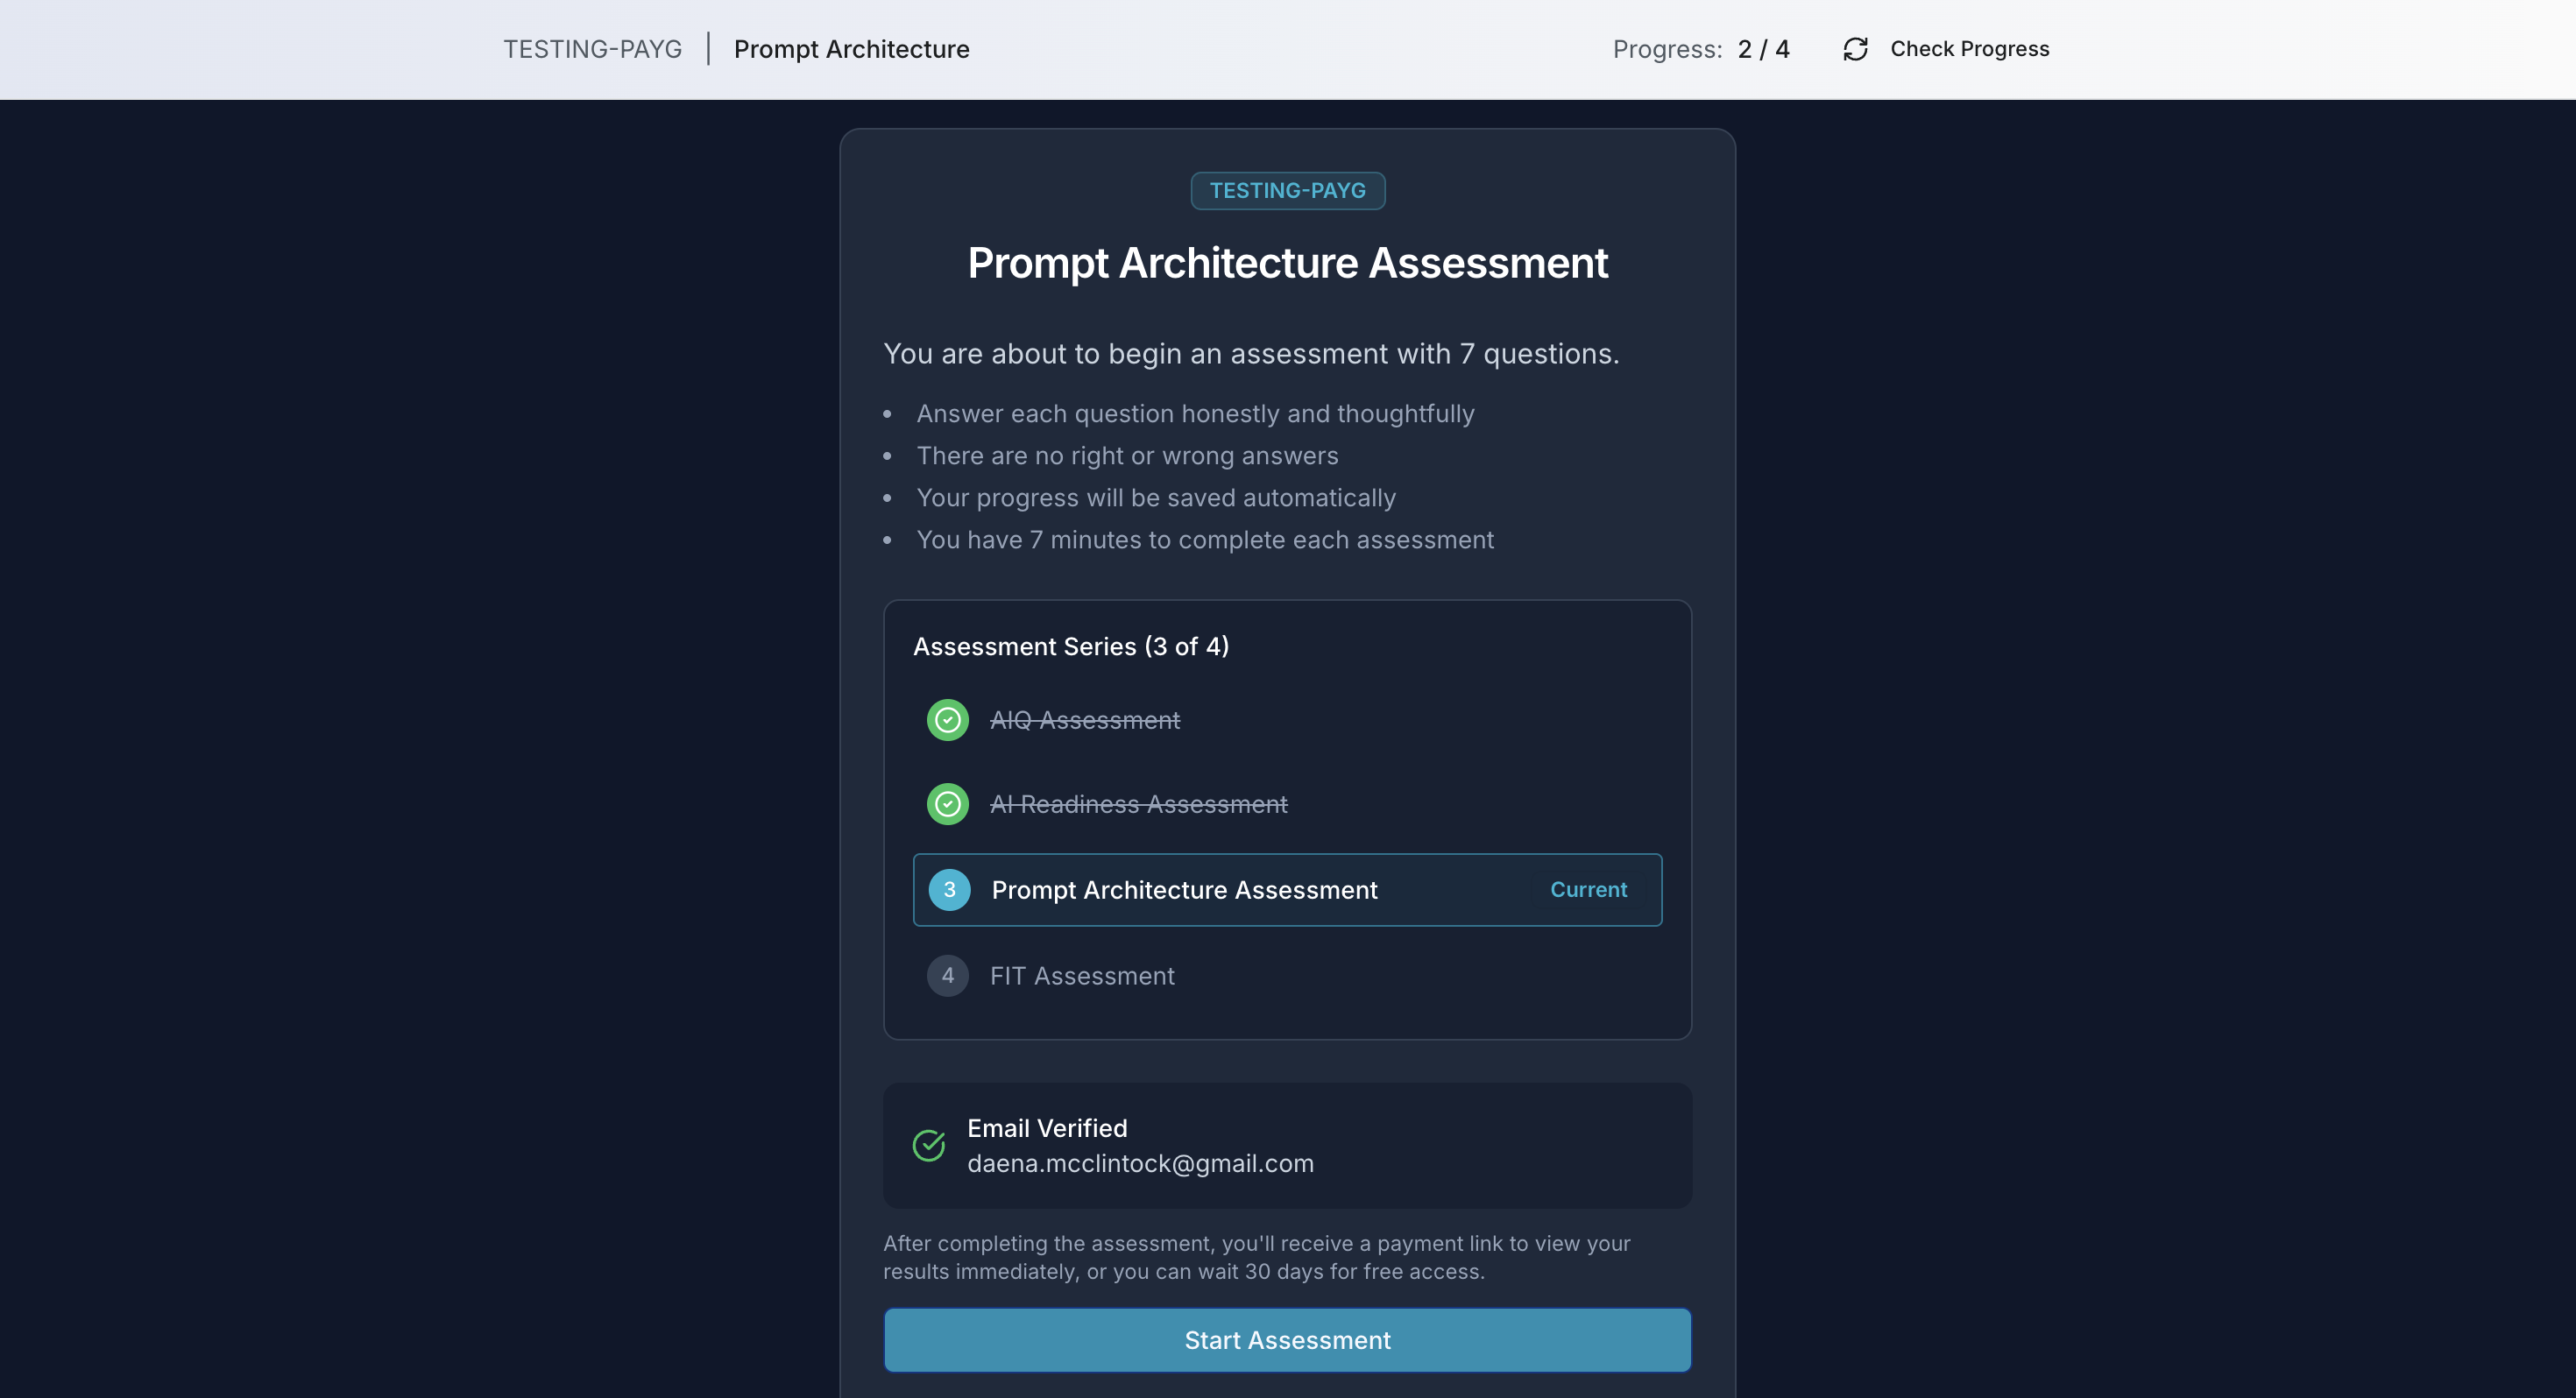 TESTING-PAYG | Prompt Architecture
Progress: 2 / 4
Check Progress
TESTING-PAYG
Prompt Architecture Assessment
You are about to begin an assessment with 7 questions.
• Answer each question honestly and thoughtfully
• There are no right or wrong answers
• Your progress will be saved automatically
• You have 7 minutes to complete each assessment
Assessment Series (3 of 4)
AIQ Assessment
AI Readiness Assessment
3 Prompt Architecture Assessment Current
4 FIT Assessment
Email Verified
daena.mcclintock@gmail.com
After completing the assessment, you'll receive a payment link to view your
results immediately, or you can wait 30 days for free access.
Start Assessment